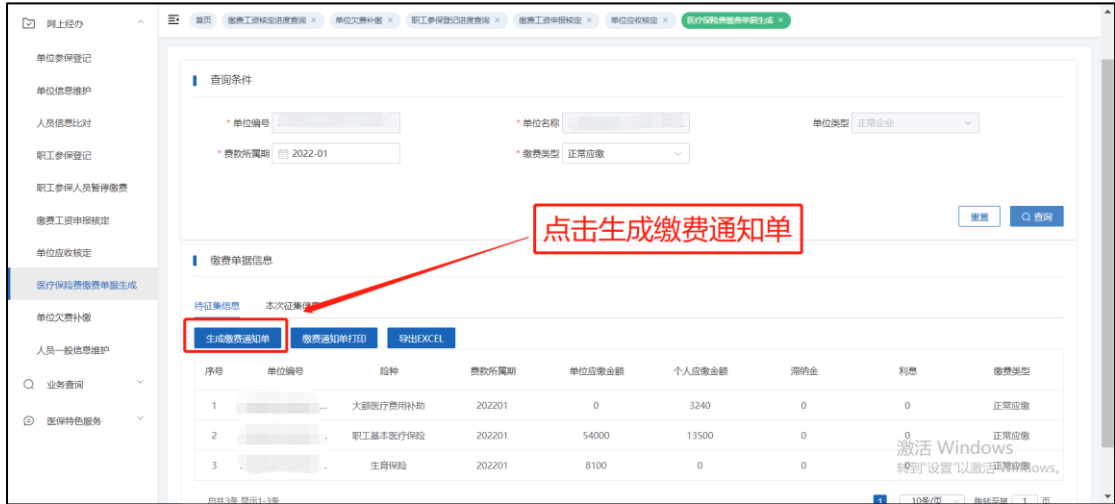 网上经办
首页 缴费工资核定进度查询 × 单位欠费补缴 × 职工参保登记进度查询 × 缴费工资申报核定 × 单位应收核定 × 医疗保险费缴费单据生成 ×
单位参保登记
单位信息维护
人员信息比对
职工参保登记
职工参保人员暂停缴费
缴费工资申报核定
单位应收核定
医疗保险费缴费单据生成
单位欠费补缴
人员一般信息维护
业务查询
医保特色服务
查询条件
* 单位编号 * 单位名称 单位类型 正常企业
* 费款所属期 2022-01 * 缴费类型 正常应缴
重置 查询
点击生成缴费通知单
缴费单据信息
待征集信息 本次征集信息
生成缴费通知单 缴费通知单打印 导出EXCEL
序号 单位编号 险种 费款所属期 单位应缴金额 个人应缴金额 滞纳金 利息 缴费类型
1 ... 大额医疗费用补助 202201 0 3240 0 0 正常应缴
2 职工基本医疗保险 202201 54000 13500 0 0 正常应缴
3 生育保险 202201 8100 0 0 0 正常应缴
激活 Windows
转到"设置"以激活 Windows。
总共3条 显示1-3条 1 10条/页 跳转至第 1 页